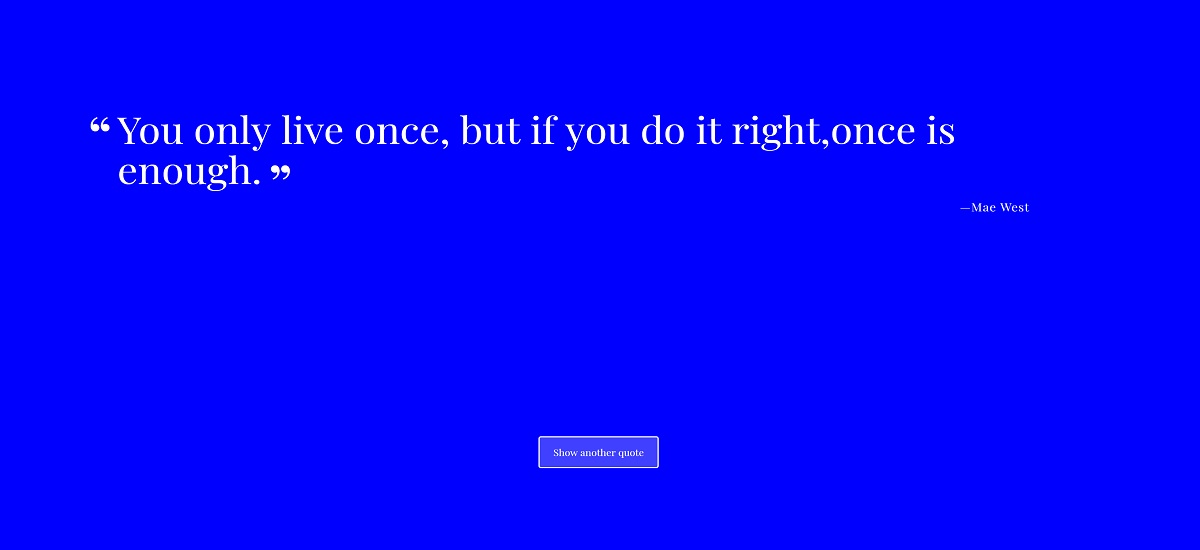 “ You only live once, but if you do it right,once is
enough. ”
—Mae West
Show another quote